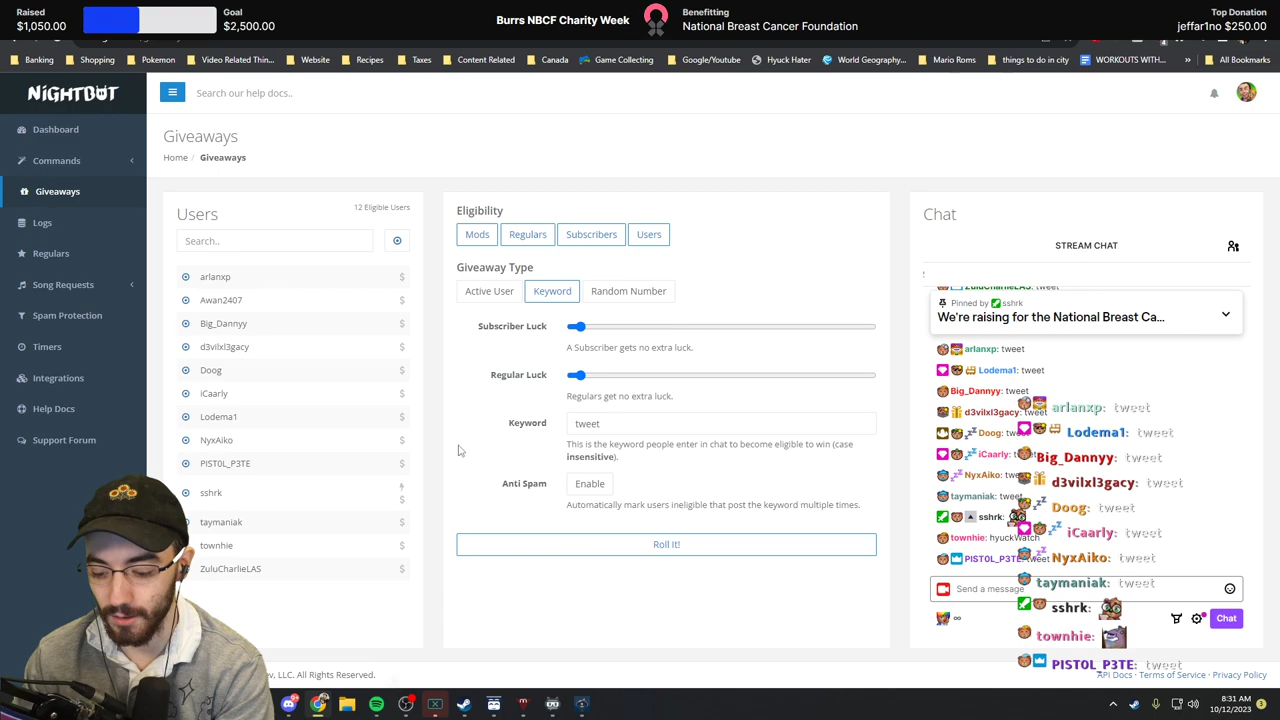 Raised
$1,050.00
Goal
$2,500.00
Burrs NBCF Charity Week
Benefitting
National Breast Cancer Foundation
Top Donation
jeffar1no $250.00
Banking
Shopping
Pokemon
Video Related Thin...
Website
Recipes
Taxes
Content Related
Canada
Game Collecting
Google/Youtube
Hyuck Hater
World Geography...
Mario Roms
things to do in city
WORKOUTS WITH...
»
All Bookmarks
NIGHTBOT
Search our help docs..
Dashboard
Commands
Giveaways
Logs
Regulars
Song Requests
Spam Protection
Timers
Integrations
Help Docs
Support Forum
Giveaways
Home / Giveaways
Users
12 Eligible Users
Search..
arlanxp $
Awan2407 $
Big_Dannyy $
d3vilxl3gacy $
Doog $
iCaarly $
Lodema1 $
NyxAiko $
PIST0L_P3TE $
sshrk $
taymaniak $
townhie $
ZuluCharlieLAS $
Eligibility
Mods
Regulars
Subscribers
Users
Giveaway Type
Active User
Keyword
Random Number
Subscriber Luck
A Subscriber gets no extra luck.
Regular Luck
Regulars get no extra luck.
Keyword
tweet
This is the keyword people enter in chat to become eligible to win (case
insensitive).
Anti Spam
Enable
Automatically mark users ineligible that post the keyword multiple times.
Roll It!
Chat
STREAM CHAT
ZuluCharlieLAS: tweet
Pinned by sshrk
We're raising for the National Breast Ca...
arlanxp: tweet
Lodema1: tweet
Big_Dannyy: tweet
d3vilxl3gacy: tweet
Doog: tweet
iCaarly:
NyxAiko: tweet
taymaniak: tweet
sshrk:
townhie: hyuckWatch
PIST0L_P3TE: tweet
Send a message
∞
Chat
arlanxp: tweet
Lodema1: tweet
Big_Dannyy: tweet
d3vilxl3gacy: tweet
Doog: tweet
iCaarly: tweet
NyxAiko: tweet
taymaniak: tweet
sshrk:
townhie:
PIST0L_P3TE: tweet
ev, LLC. All Rights Reserved.
API Docs · Terms of Service · Privacy Policy
8:31 AM
10/12/2023
3